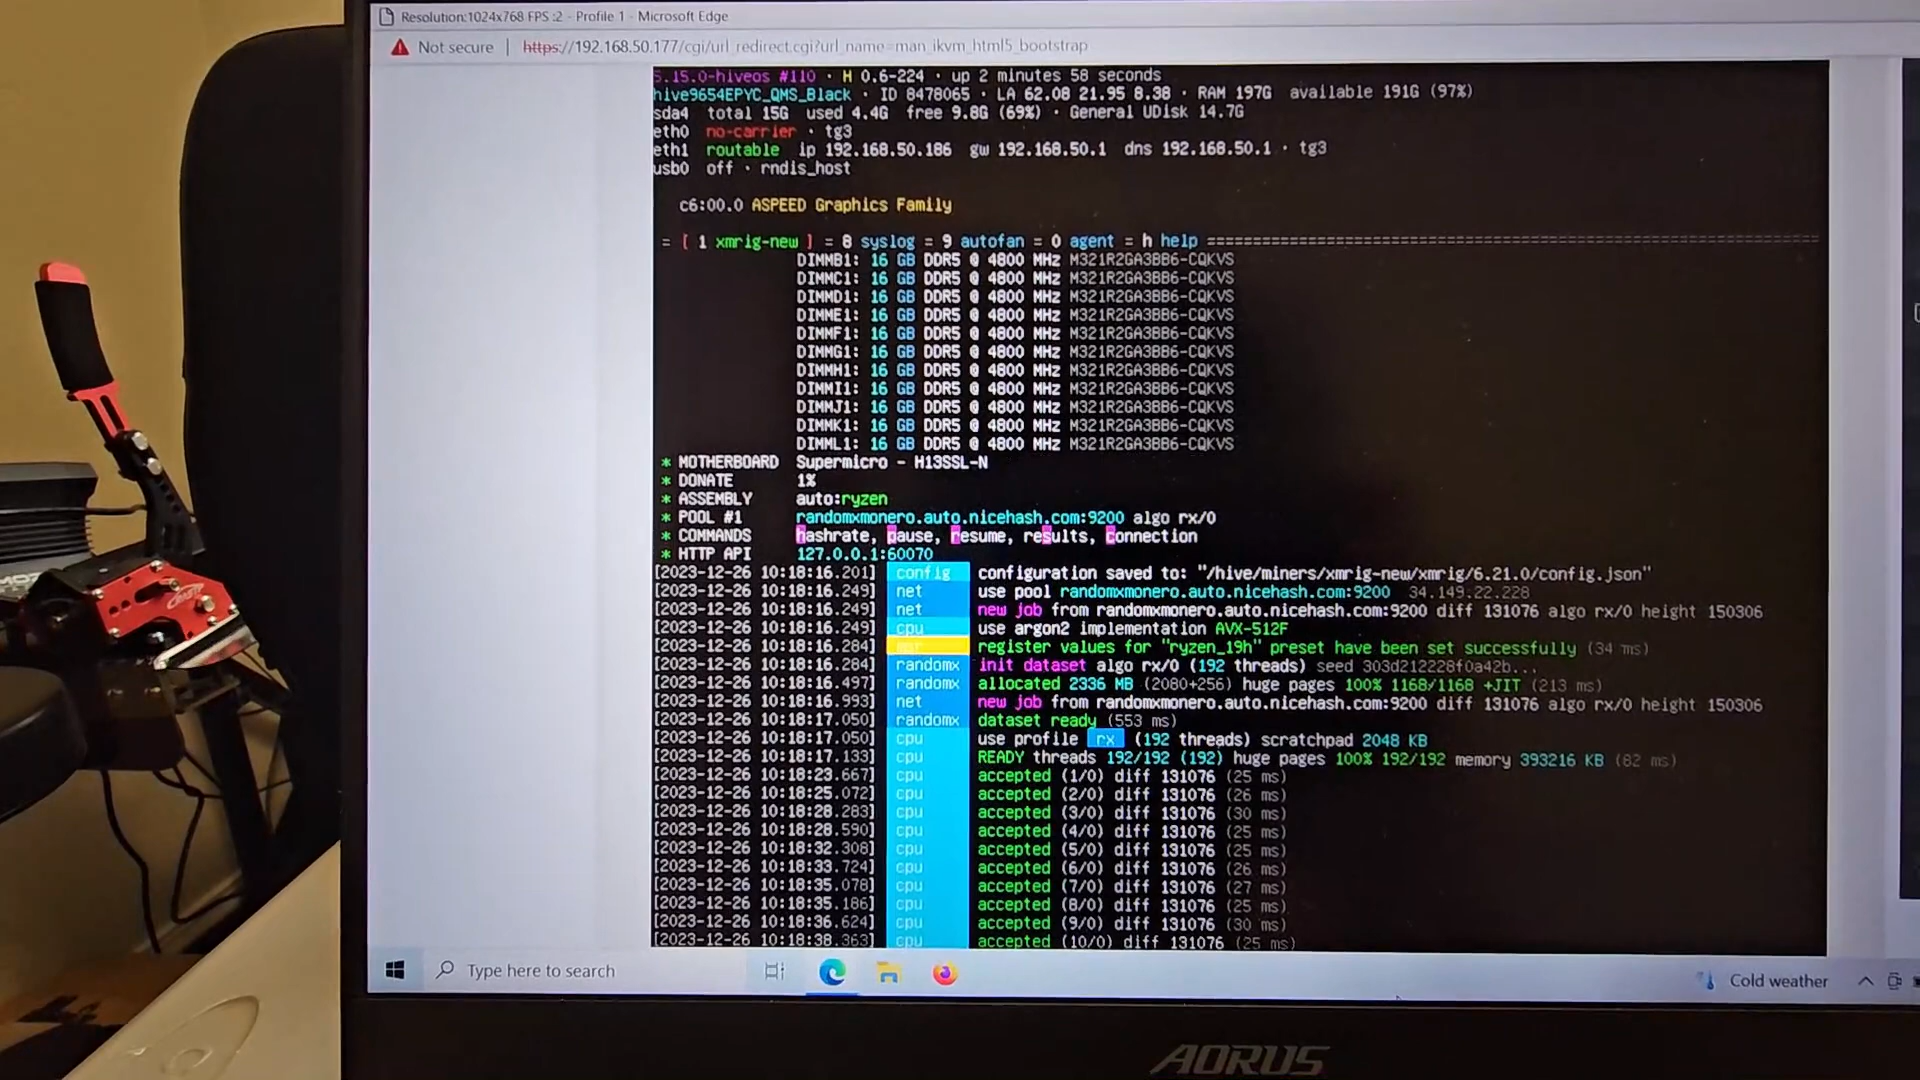 Resolution:1024x768 FPS :2 - Profile 1 - Microsoft Edge
Not secure | https://192.168.50.177/cgi/url_redirect.cgi?url_name=man_ikvm_html5_bootstrap
5.15.0-hiveos #110 · H 0.6-224 · up 2 minutes 58 seconds
hive9654EPYC_QMS_Black · ID 8478065 · LA 62.08 21.95 8.38 · RAM 197G available 191G (97%)
sda4 total 15G used 4.4G free 9.8G (69%) · General UDisk 14.7G
eth0 no-carrier · tg3
eth1 routable ip 192.168.50.186 gw 192.168.50.1 dns 192.168.50.1 · tg3
usb0 off · rndis_host
c6:00.0 ASPEED Graphics Family
= [ 1 xmrig-new ] = 8 syslog = 9 autofan = 0 agent = h help ====================================================================
DIMMB1: 16 GB DDR5 @ 4800 MHz M321R2GA3BB6-CQKVS
DIMMC1: 16 GB DDR5 @ 4800 MHz M321R2GA3BB6-CQKVS
DIMMD1: 16 GB DDR5 @ 4800 MHz M321R2GA3BB6-CQKVS
DIMME1: 16 GB DDR5 @ 4800 MHz M321R2GA3BB6-CQKVS
DIMMF1: 16 GB DDR5 @ 4800 MHz M321R2GA3BB6-CQKVS
DIMMG1: 16 GB DDR5 @ 4800 MHz M321R2GA3BB6-CQKVS
DIMMH1: 16 GB DDR5 @ 4800 MHz M321R2GA3BB6-CQKVS
DIMMI1: 16 GB DDR5 @ 4800 MHz M321R2GA3BB6-CQKVS
DIMMJ1: 16 GB DDR5 @ 4800 MHz M321R2GA3BB6-CQKVS
DIMMK1: 16 GB DDR5 @ 4800 MHz M321R2GA3BB6-CQKVS
DIMML1: 16 GB DDR5 @ 4800 MHz M321R2GA3BB6-CQKVS
* MOTHERBOARD Supermicro - H13SSL-N
* DONATE 1%
* ASSEMBLY auto:ryzen
* POOL #1 randomxmonero.auto.nicehash.com:9200 algo rx/0
* COMMANDS hashrate, pause, resume, results, connection
* HTTP API 127.0.0.1:60070
[2023-12-26 10:18:16.201] config configuration saved to: "/hive/miners/xmrig-new/xmrig/6.21.0/config.json"
[2023-12-26 10:18:16.249] net use pool randomxmonero.auto.nicehash.com:9200 34.149.22.228
[2023-12-26 10:18:16.249] net new job from randomxmonero.auto.nicehash.com:9200 diff 131076 algo rx/0 height 150306
[2023-12-26 10:18:16.249] cpu use argon2 implementation AVX-512F
[2023-12-26 10:18:16.284] register values for "ryzen_19h" preset have been set successfully (34 ms)
[2023-12-26 10:18:16.284] randomx init dataset algo rx/0 (192 threads) seed 303d212228f0a42b...
[2023-12-26 10:18:16.497] randomx allocated 2336 MB (2080+256) huge pages 100% 1168/1168 +JIT (213 ms)
[2023-12-26 10:18:16.993] net new job from randomxmonero.auto.nicehash.com:9200 diff 131076 algo rx/0 height 150306
[2023-12-26 10:18:17.050] randomx dataset ready (553 ms)
[2023-12-26 10:18:17.050] cpu use profile rx (192 threads) scratchpad 2048 KB
[2023-12-26 10:18:17.133] cpu READY threads 192/192 (192) huge pages 100% 192/192 memory 393216 KB (82 ms)
[2023-12-26 10:18:23.667] cpu accepted (1/0) diff 131076 (25 ms)
[2023-12-26 10:18:25.072] cpu accepted (2/0) diff 131076 (26 ms)
[2023-12-26 10:18:28.283] cpu accepted (3/0) diff 131076 (30 ms)
[2023-12-26 10:18:28.590] cpu accepted (4/0) diff 131076 (25 ms)
[2023-12-26 10:18:32.308] cpu accepted (5/0) diff 131076 (25 ms)
[2023-12-26 10:18:33.724] cpu accepted (6/0) diff 131076 (26 ms)
[2023-12-26 10:18:35.078] cpu accepted (7/0) diff 131076 (27 ms)
[2023-12-26 10:18:35.186] cpu accepted (8/0) diff 131076 (25 ms)
[2023-12-26 10:18:36.624] cpu accepted (9/0) diff 131076 (30 ms)
[2023-12-26 10:18:38.363] cpu accepted (10/0) diff 131076 (25 ms)
Type here to search
Cold weather
AORUS